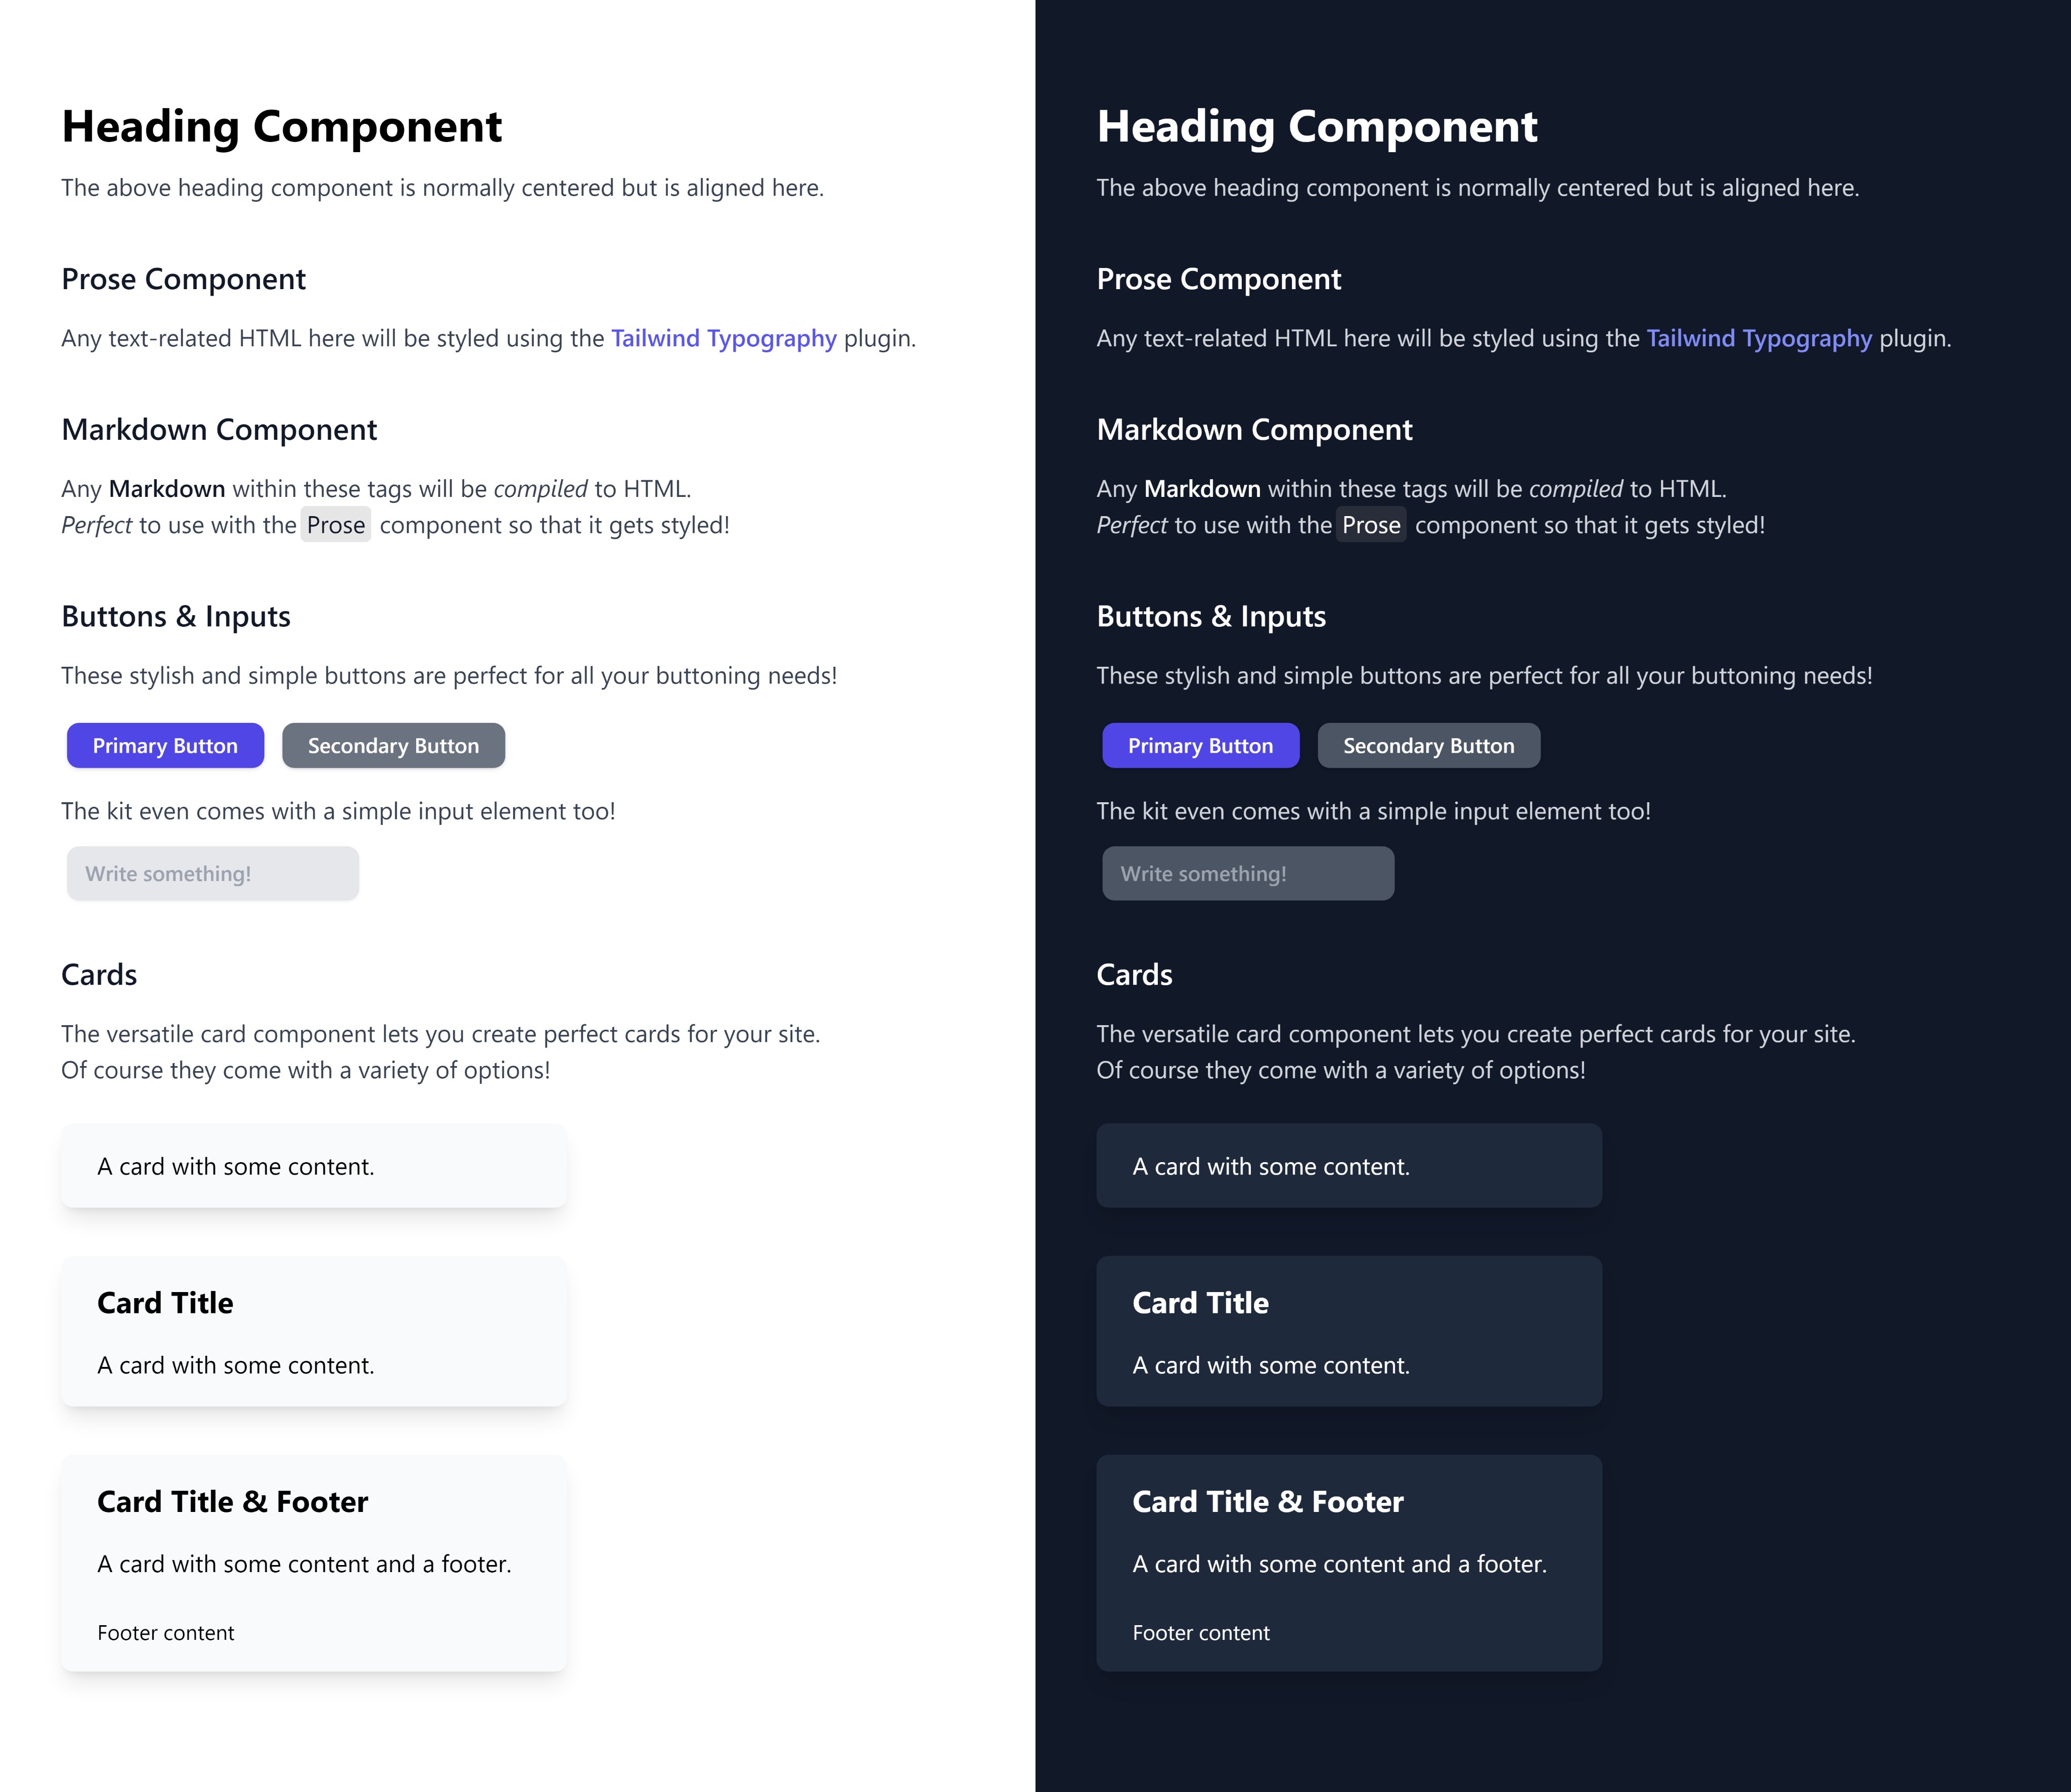 Heading Component
The above heading component is normally centered but is aligned here.
Prose Component
Any text-related HTML here will be styled using the Tailwind Typography plugin.
Markdown Component
Any Markdown within these tags will be compiled to HTML.
Perfect to use with the Prose component so that it gets styled!
Buttons & Inputs
These stylish and simple buttons are perfect for all your buttoning needs!
Primary Button
Secondary Button
The kit even comes with a simple input element too!
Write something!
Cards
The versatile card component lets you create perfect cards for your site.
Of course they come with a variety of options!
A card with some content.
Card Title
A card with some content.
Card Title & Footer
A card with some content and a footer.
Footer content
Heading Component
The above heading component is normally centered but is aligned here.
Prose Component
Any text-related HTML here will be styled using the Tailwind Typography plugin.
Markdown Component
Any Markdown within these tags will be compiled to HTML.
Perfect to use with the Prose component so that it gets styled!
Buttons & Inputs
These stylish and simple buttons are perfect for all your buttoning needs!
Primary Button
Secondary Button
The kit even comes with a simple input element too!
Write something!
Cards
The versatile card component lets you create perfect cards for your site.
Of course they come with a variety of options!
A card with some content.
Card Title
A card with some content.
Card Title & Footer
A card with some content and a footer.
Footer content